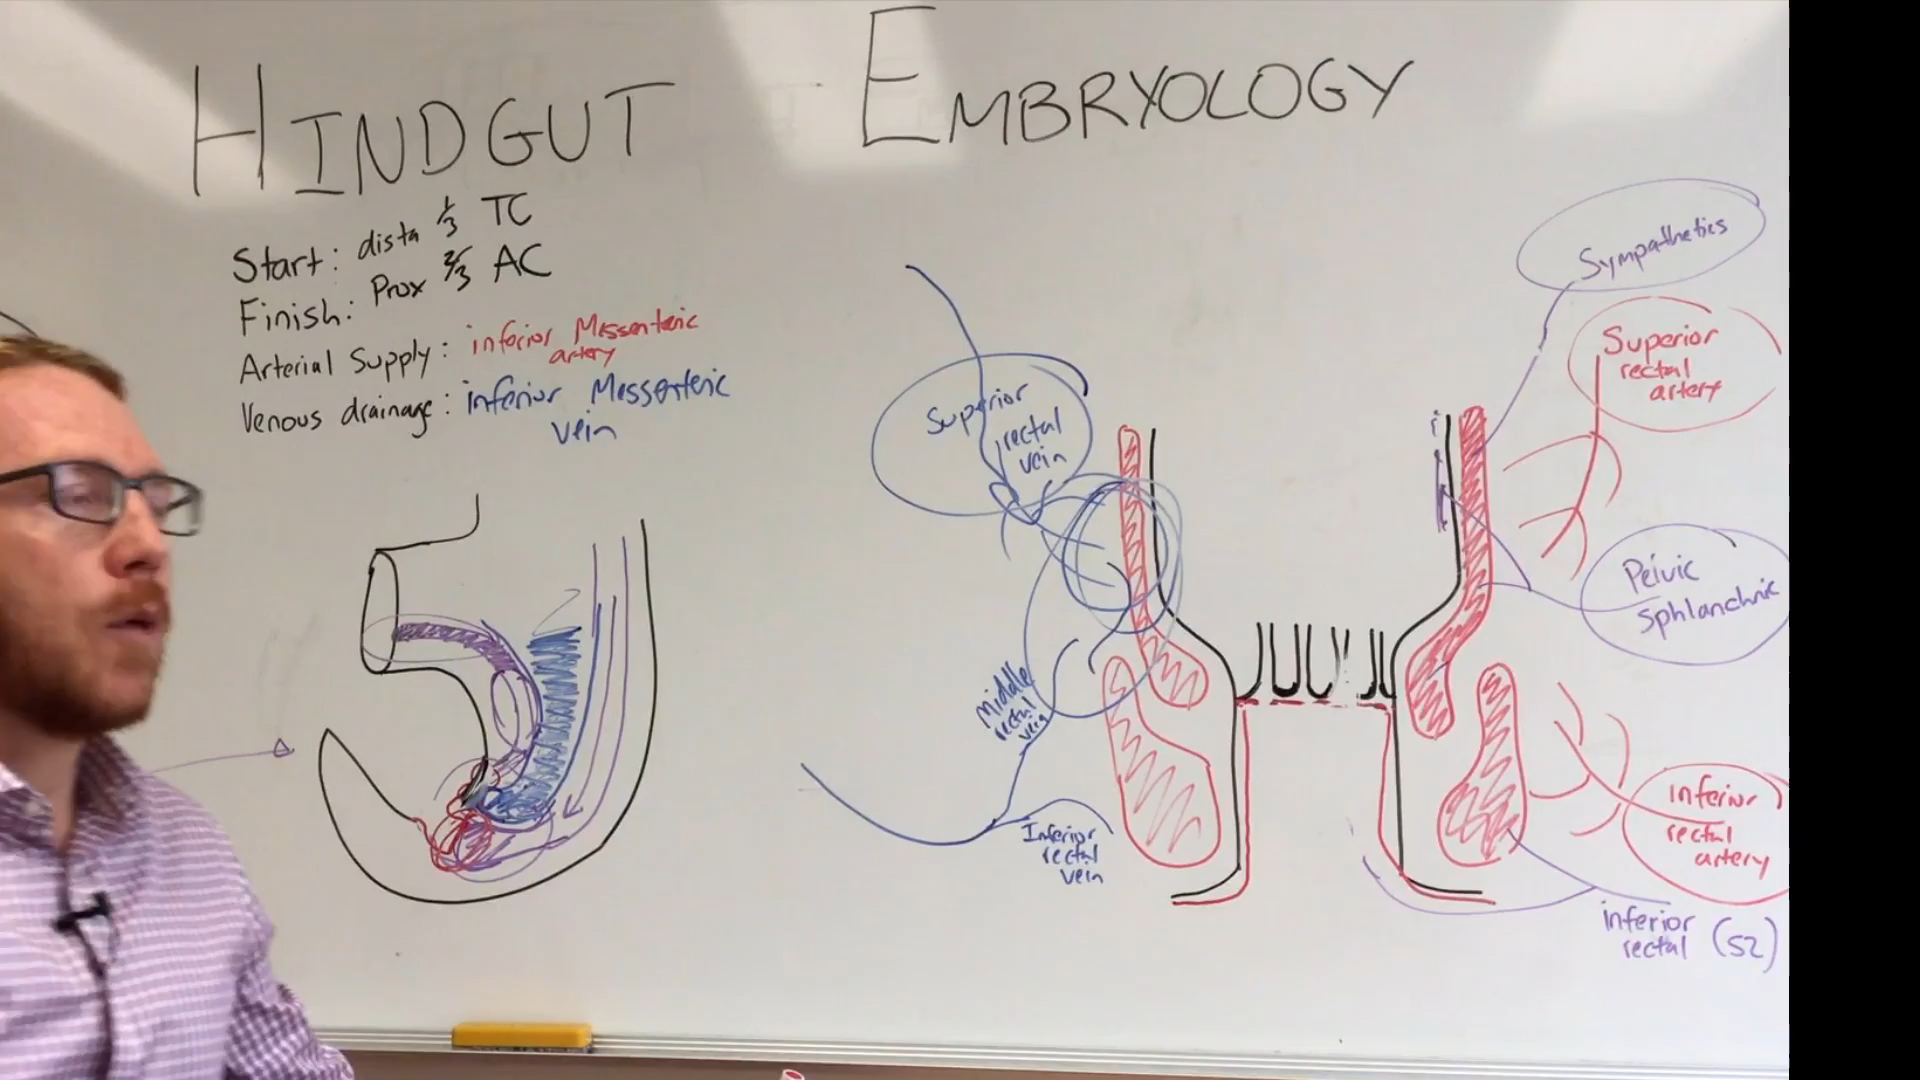 HINDGUT EMBRYOLOGY
Start: dista 1/3 TC
Finish: Prox 2/3 AC
Arterial Supply: inferior Messenteric
artery
Venous drainage: inferior Messenteric
vein
Superior
rectal
vein
Middle
rectal
vein
Inferior
rectal
vein
Sympathetics
Superior
rectal
artery
Pelvic
Sphlanchnic
Inferior
rectal
artery
inferior
rectal (S2)